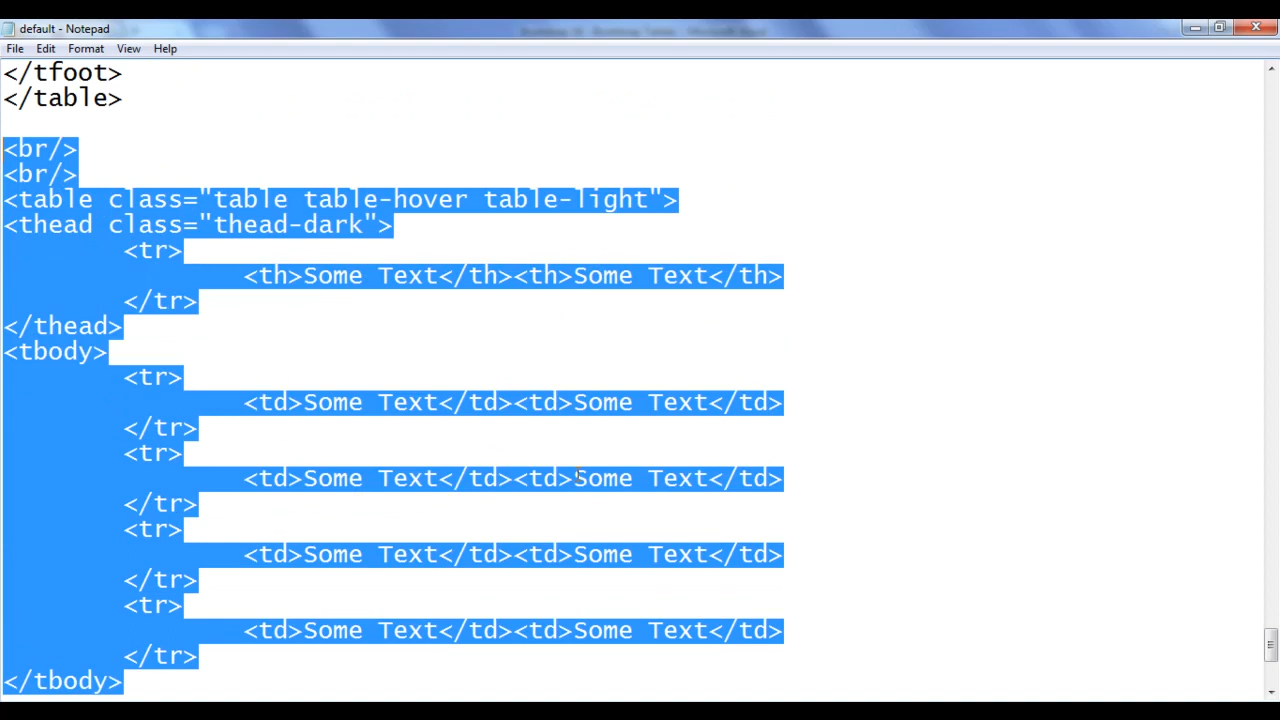 default - Notepad
File Edit Format View Help
</tfoot>
</table>
<br/>
<br/>
<table class="table table-hover table-light">
<thead class="thead-dark">
<tr>
<th>Some Text</th><th>Some Text</th>
</tr>
</thead>
<tbody>
<tr>
<td>Some Text</td><td>Some Text</td>
</tr>
<tr>
<td>Some Text</td><td>Some Text</td>
</tr>
<tr>
<td>Some Text</td><td>Some Text</td>
</tr>
<tr>
<td>Some Text</td><td>Some Text</td>
</tr>
</tbody>